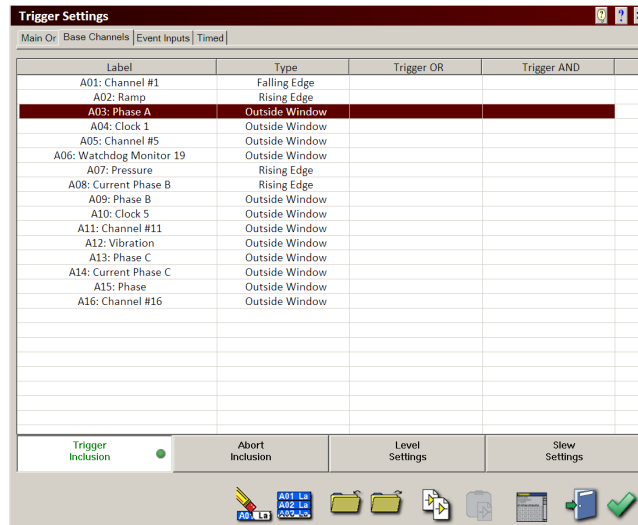 Trigger Settings
?
Main Or Base Channels Event Inputs Timed
Label Type Trigger OR Trigger AND
A01: Channel #1 Falling Edge
A02: Ramp Rising Edge
A03: Phase A Outside Window
A04: Clock 1 Outside Window
A05: Channel #5 Outside Window
A06: Watchdog Monitor 19 Outside Window
A07: Pressure Rising Edge
A08: Current Phase B Rising Edge
A09: Phase B Outside Window
A10: Clock 5 Outside Window
A11: Channel #11 Outside Window
A12: Vibration Outside Window
A13: Phase C Outside Window
A14: Current Phase C Outside Window
A15: Phase Outside Window
A16: Channel #16 Outside Window
Trigger Abort Level Slew
Inclusion Inclusion Settings Settings
A01 La
A02 La